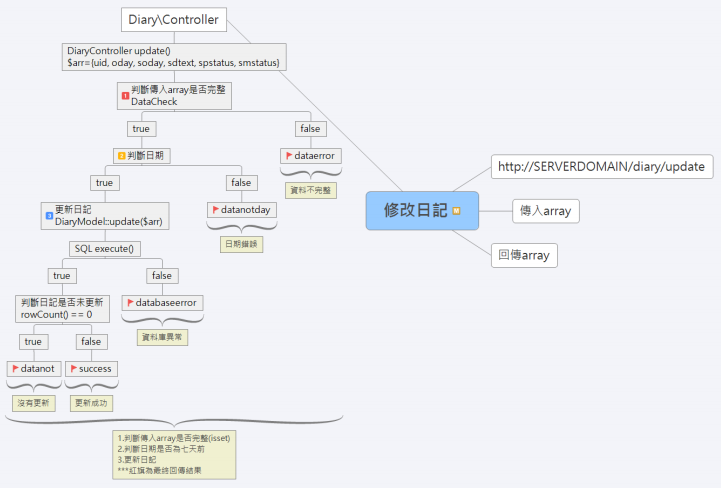 Diary\Controller
DiaryController update()
$arr={uid, oday, soday, sdtext, spstatus, smstatus}
判斷傳入array是否完整
DataCheck
true
false
判斷日期
dataerror
資料不完整
true
false
更新日記
DiaryModel::update($arr)
datanotday
日期錯誤
SQL execute()
true
false
判斷日記是否未更新
rowCount() == 0
databaseerror
資料庫異常
true
false
datanot
success
沒有更新
更新成功
1.判斷傳入array是否完整(isset)
2.判斷日期是否為七天前
3.更新日記
***紅旗為最終回傳結果
修改日記
http://SERVERDOMAIN/diary/update
傳入array
回傳array